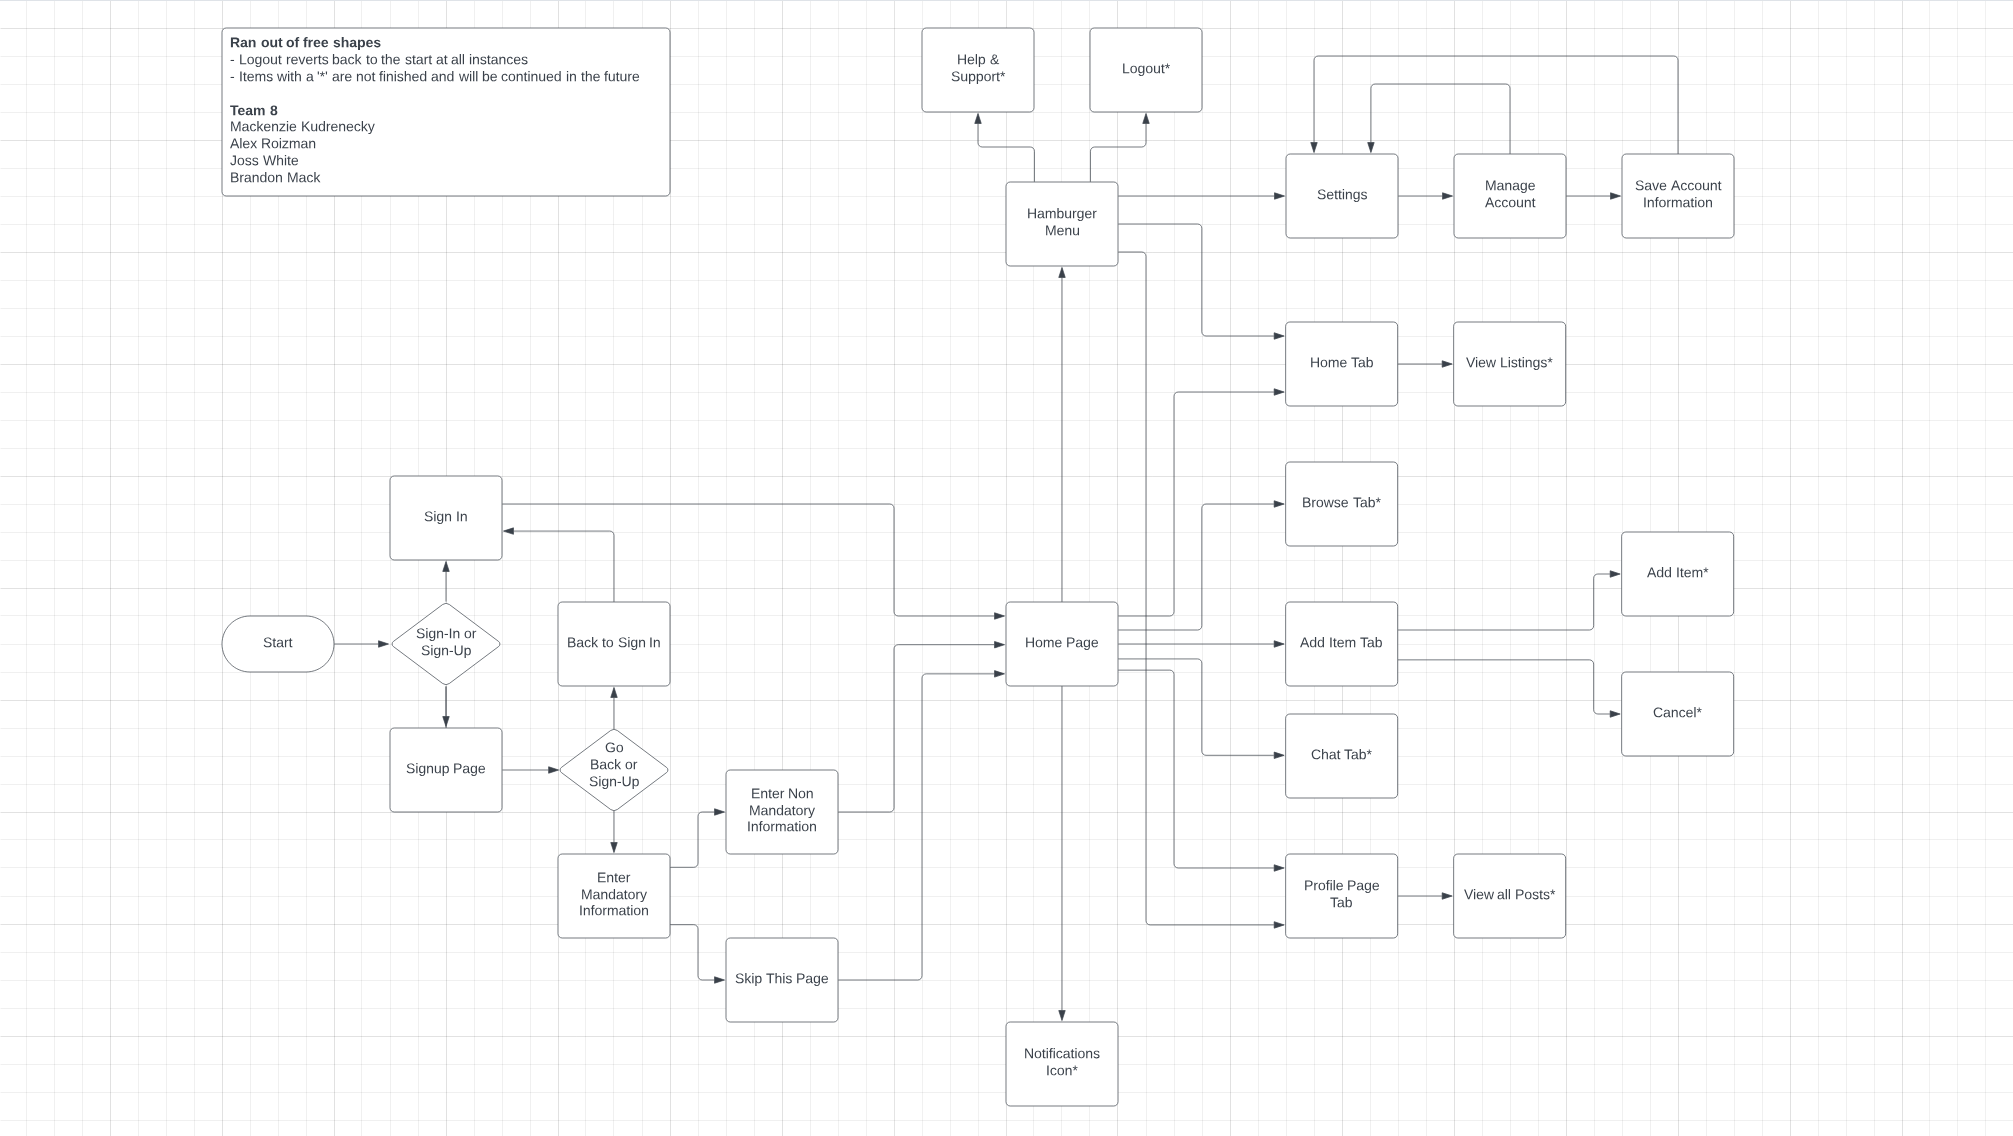 Ran out of free shapes
- Logout reverts back to the start at all instances
- Items with a '*' are not finished and will be continued in the future
Team 8
Mackenzie Kudrenecky
Alex Roizman
Joss White
Brandon Mack
Help &
Support*
Logout*
Hamburger
Menu
Settings
Manage
Account
Save Account
Information
Home Tab
View Listings*
Browse Tab*
Sign In
Start
Sign-In or
Sign-Up
Back to Sign In
Home Page
Add Item Tab
Add Item*
Cancel*
Signup Page
Go
Back or
Sign-Up
Chat Tab*
Enter Non
Mandatory
Information
Enter
Mandatory
Information
Profile Page
Tab
View all Posts*
Skip This Page
Notifications
Icon*